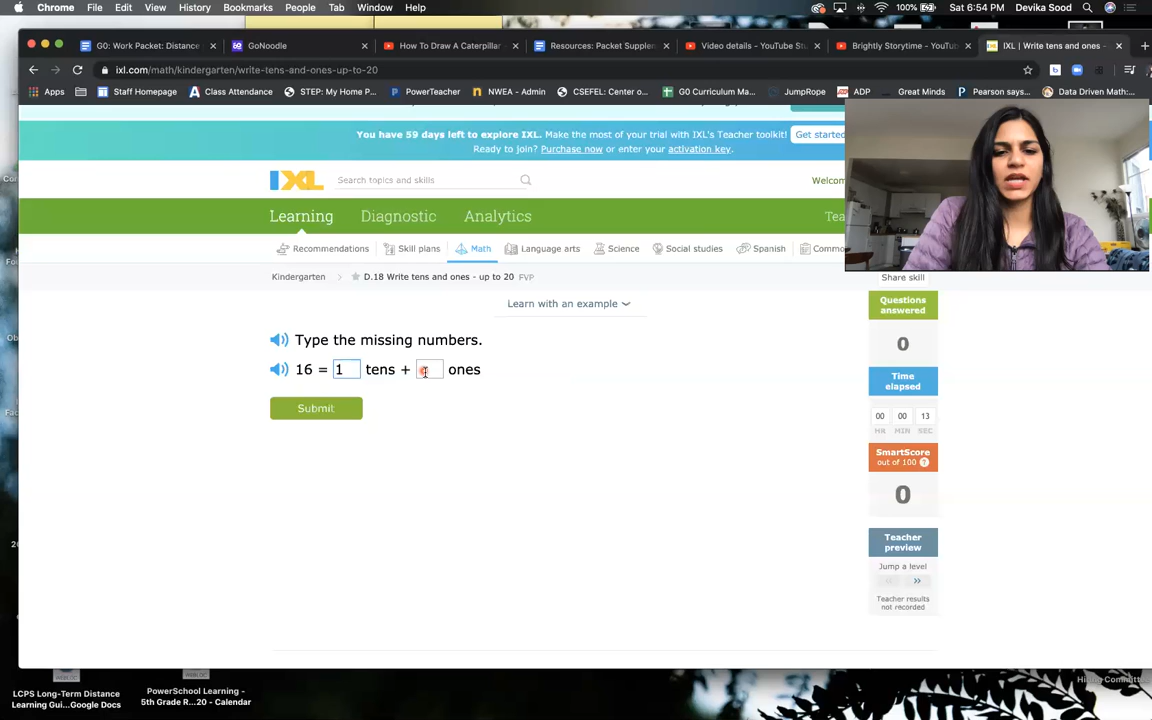 Chrome File Edit View History Bookmarks People Tab Window Help 100% Sat 6:54 PM Devika Sood
G0: Work Packet: Distance × GoNoodle × How To Draw A Caterpillar × Resources: Packet Supplen × Video details - YouTube Stu × Brightly Storytime - YouTub × IXL | Write tens and ones - ×
ixl.com/math/kindergarten/write-tens-and-ones-up-to-20
Apps Staff Homepage Class Attendance STEP: My Home P... PowerTeacher NWEA - Admin CSEFEL: Center o... G0 Curriculum Ma... JumpRope ADP Great Minds Pearson says... Data Driven Math:...
You have 59 days left to explore IXL. Make the most of your trial with IXL's Teacher toolkit! Get started
Ready to join? Purchase now or enter your activation key.
IXL Search topics and skills Welcom
Learning Diagnostic Analytics Tea
Recommendations Skill plans Math Language arts Science Social studies Spanish Commo
Kindergarten > D.18 Write tens and ones - up to 20 FVP
Share skill
Learn with an example
Questions answered
0
Type the missing numbers.
16 = 1 tens + ones
Submit
Time elapsed
00 00 13
HR MIN SEC
SmartScore
out of 100 ?
0
Teacher preview
Jump a level
Teacher results not recorded
LCPS Long-Term Distance
Learning Gui...Google Docs
PowerSchool Learning -
5th Grade R...20 - Calendar